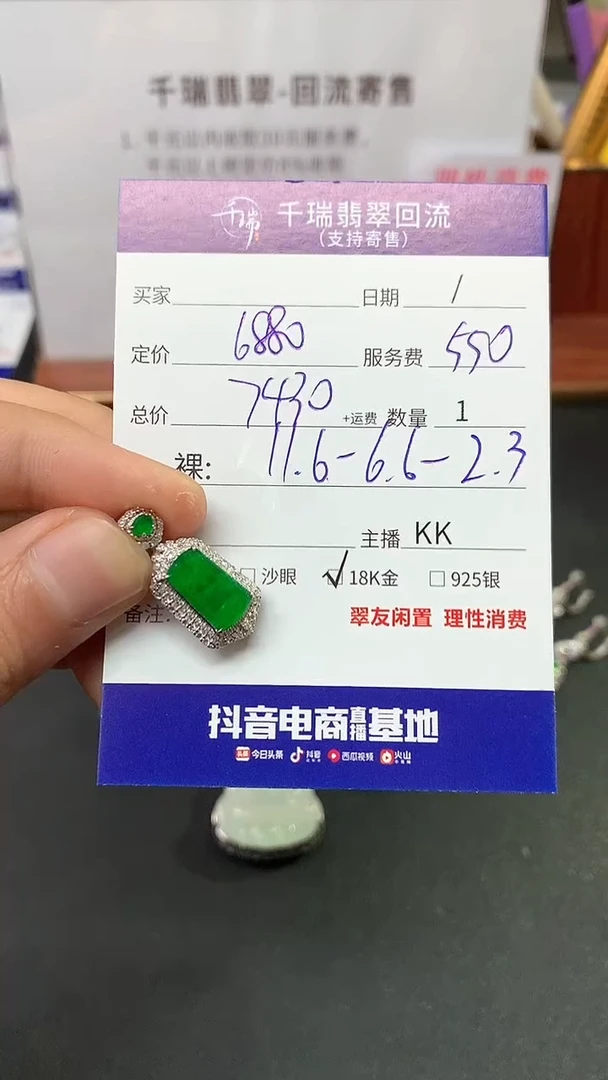 千瑞翡翠-回流寄售
千瑞
千瑞翡翠回流
(支持寄售)
买家 日期 /
定价 6880 服务费 550
总价 7430 +运费 数量 1
裸: 11.6-6.6-2.3
主播 KK
□ 沙眼 ☑ 18K金 □ 925银
备注:
翠友闲置 理性消费
抖音电商直播基地
头条 今日头条 抖音 西瓜视频 火山